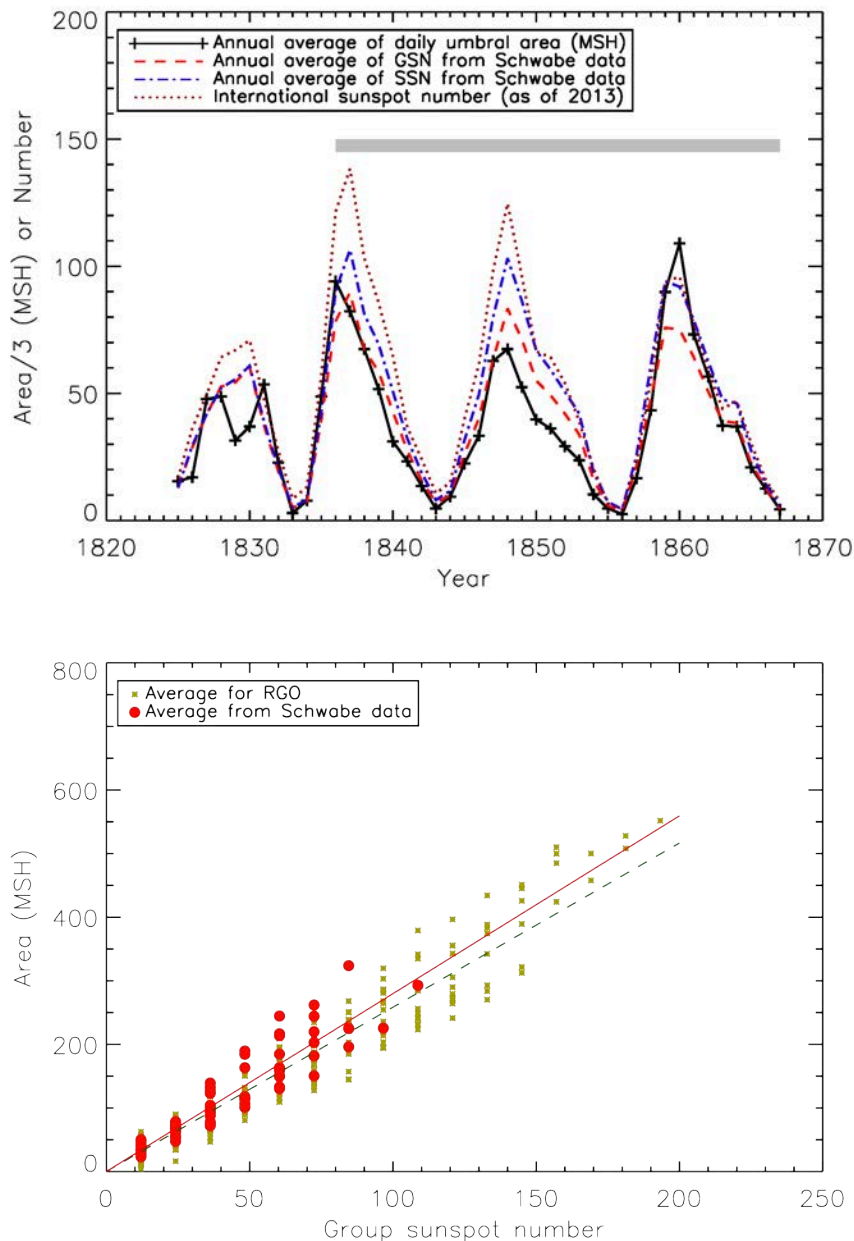 200
Annual average of daily umbral area (MSH)
Annual average of GSN from Schwabe data
Annual average of SSN from Schwabe data
International sunspot number (as of 2013)
150
100
50
0
Area/3 (MSH) or Number
1820 1830 1840 1850 1860 1870
Year
800
Average for RGO
Average from Schwabe data
600
400
200
0
Area (MSH)
0 50 100 150 200 250
Group sunspot number